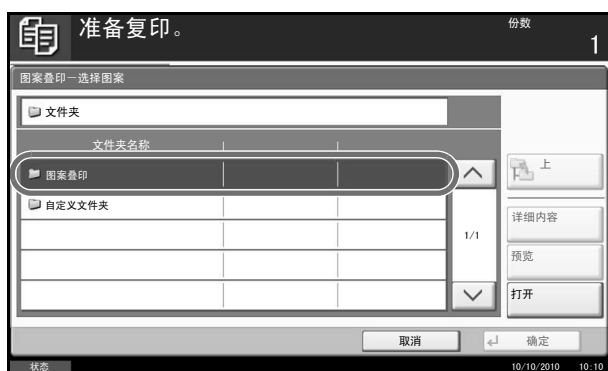 准备复印。
份数
1
图案叠印－选择图案
文件夹
文件夹名称
图案叠印
自定义文件夹
1/1
上
详细内容
预览
打开
取消
确定
状态
10/10/2010 10:10